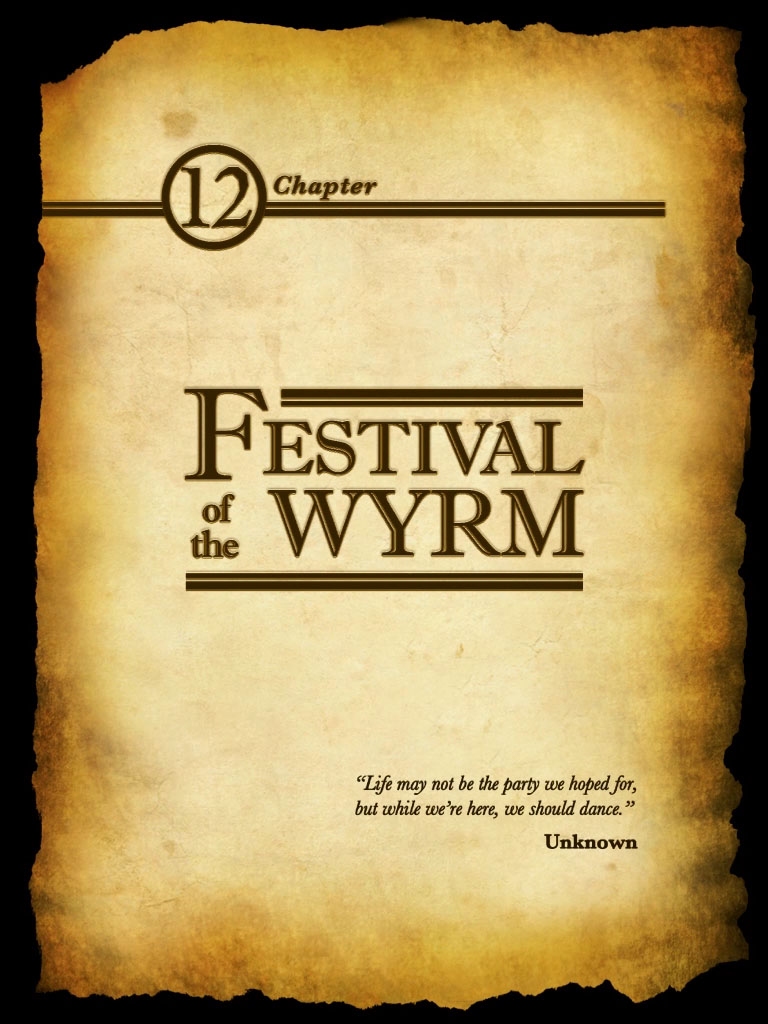 12 Chapter
FESTIVAL
of the WYRM
“Life may not be the party we hoped for,
but while we’re here, we should dance.”
Unknown